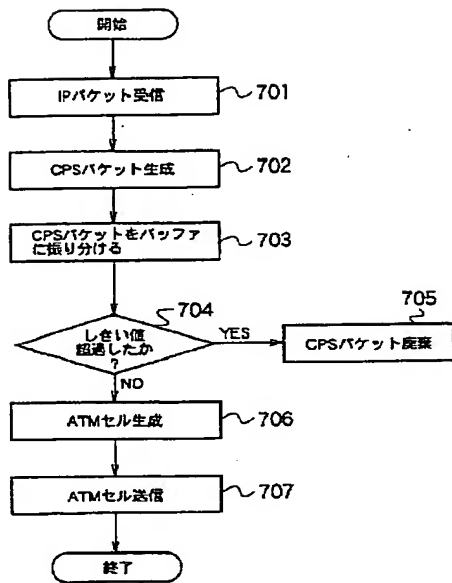 開始
IPパケット受信
701
CPSパケット生成
702
CPSパケットをバッファ
に振り分ける
703
704
しきい値
超過したか
?
YES
705
CPSパケット廃棄
NO
ATMセル生成
706
ATMセル送信
707
終了